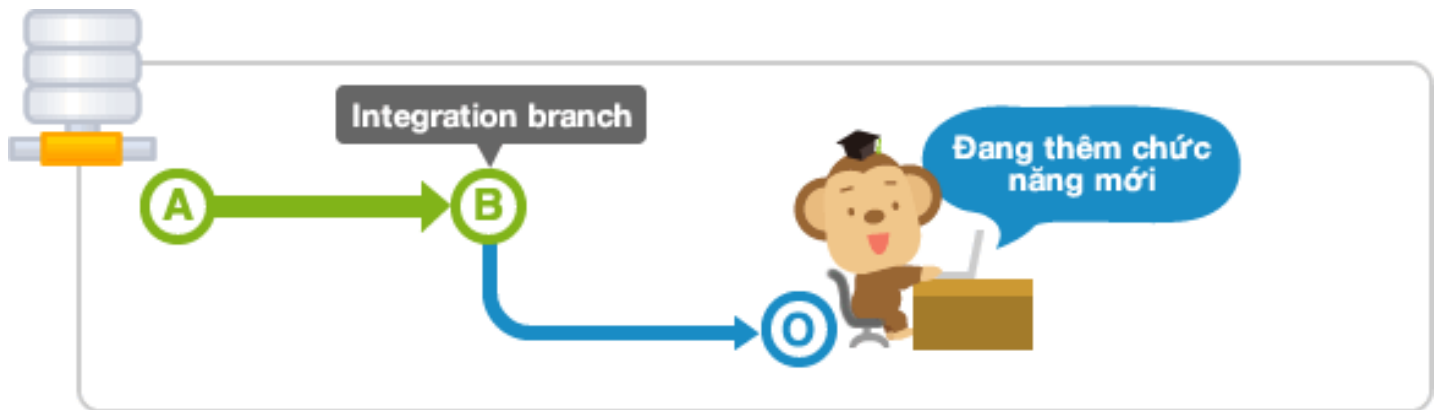 Integration branch
Đang thêm chức
năng mới
A
B
O